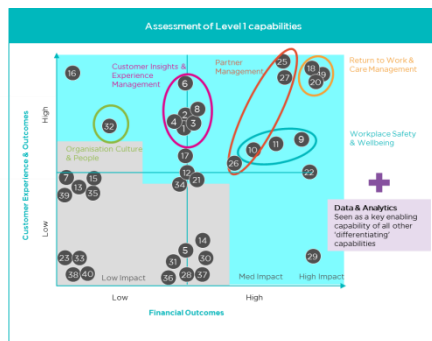 Assessment of Level 1 capabilities
Customer Insights &
Experience
Management
Partner
Management
Return to Work &
Care Management
Workplace Safety
& Wellbeing
Organisation Culture
& People
Data & Analytics
Seen as a key enabling
capability of all other
'differentiating'
capabilities
Customer Experience & Outcomes
High
Low
16
6
8
2
4
3
1
32
17
25
27
18
19
20
9
11
10
26
12
22
7
15
13
39
35
34
21
23
33
38
40
14
5
31
30
36
28
37
29
Low Impact
Med Impact
High Impact
Low
High
Financial Outcomes